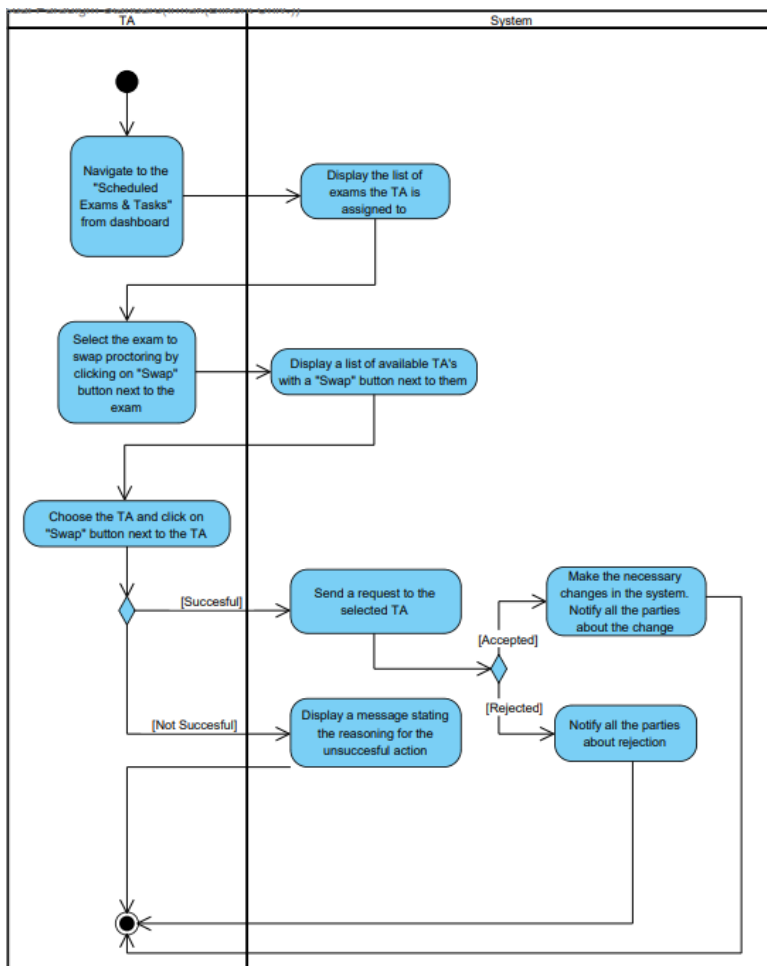 TA
System
Navigate to the
"Scheduled
Exams & Tasks"
from dashboard
Display the list of
exams the TA is
assigned to
Select the exam to
swap proctoring by
clicking on "Swap"
button next to the
exam
Display a list of available TA's
with a "Swap" button next to them
Choose the TA and click on
"Swap" button next to the TA
[Succesful]
Send a request to the
selected TA
[Accepted]
Make the necessary
changes in the system.
Notify all the parties
about the change
[Rejected]
Notify all the parties
about rejection
[Not Succesful]
Display a message stating
the reasoning for the
unsuccesful action